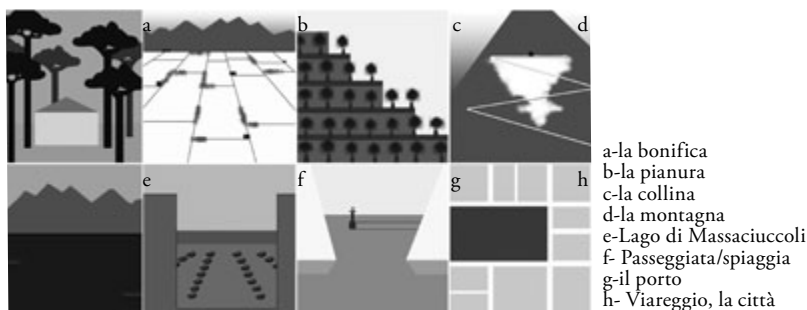 a
b
c
d
e
f
g
h
a-la bonifica
b-la pianura
c-la collina
d-la montagna
e-Lago di Massaciuccoli
f- Passeggiata/spiaggia
g-il porto
h- Viareggio, la città